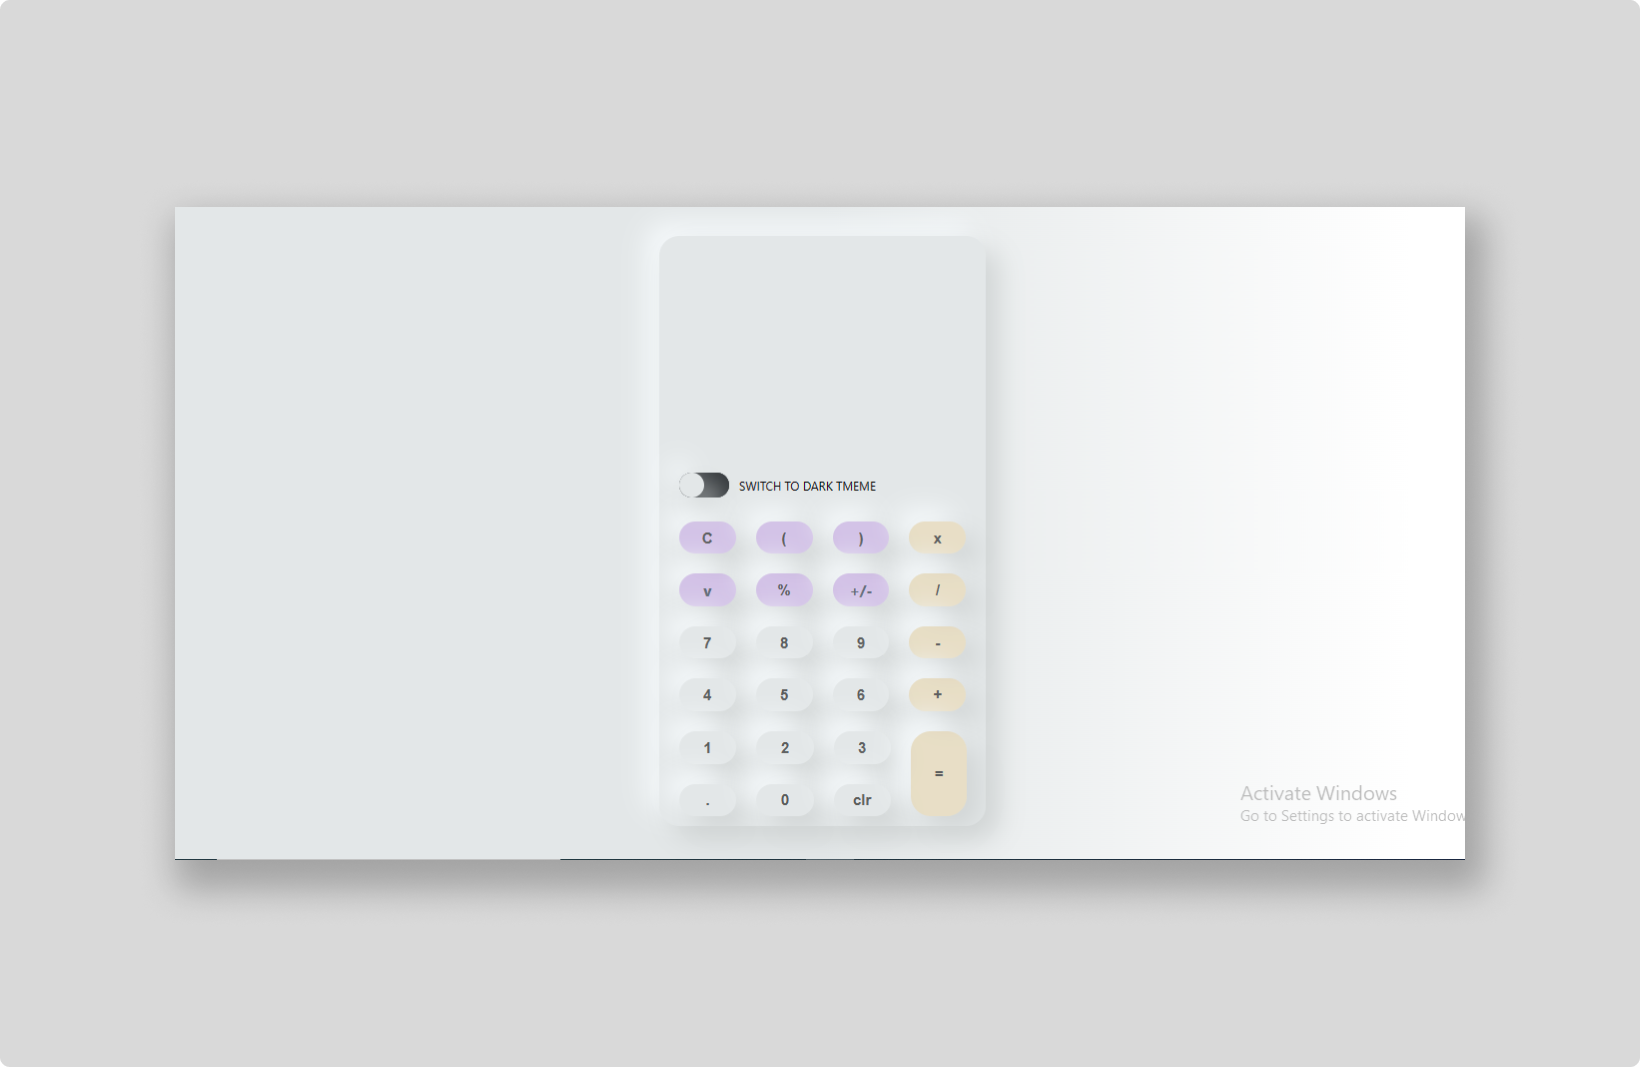 SWITCH TO DARK TMEME
C ( ) x
v % +/- /
7 8 9 -
4 5 6 +
1 2 3
=
. 0 clr
Activate Windows
Go to Settings to activate Window